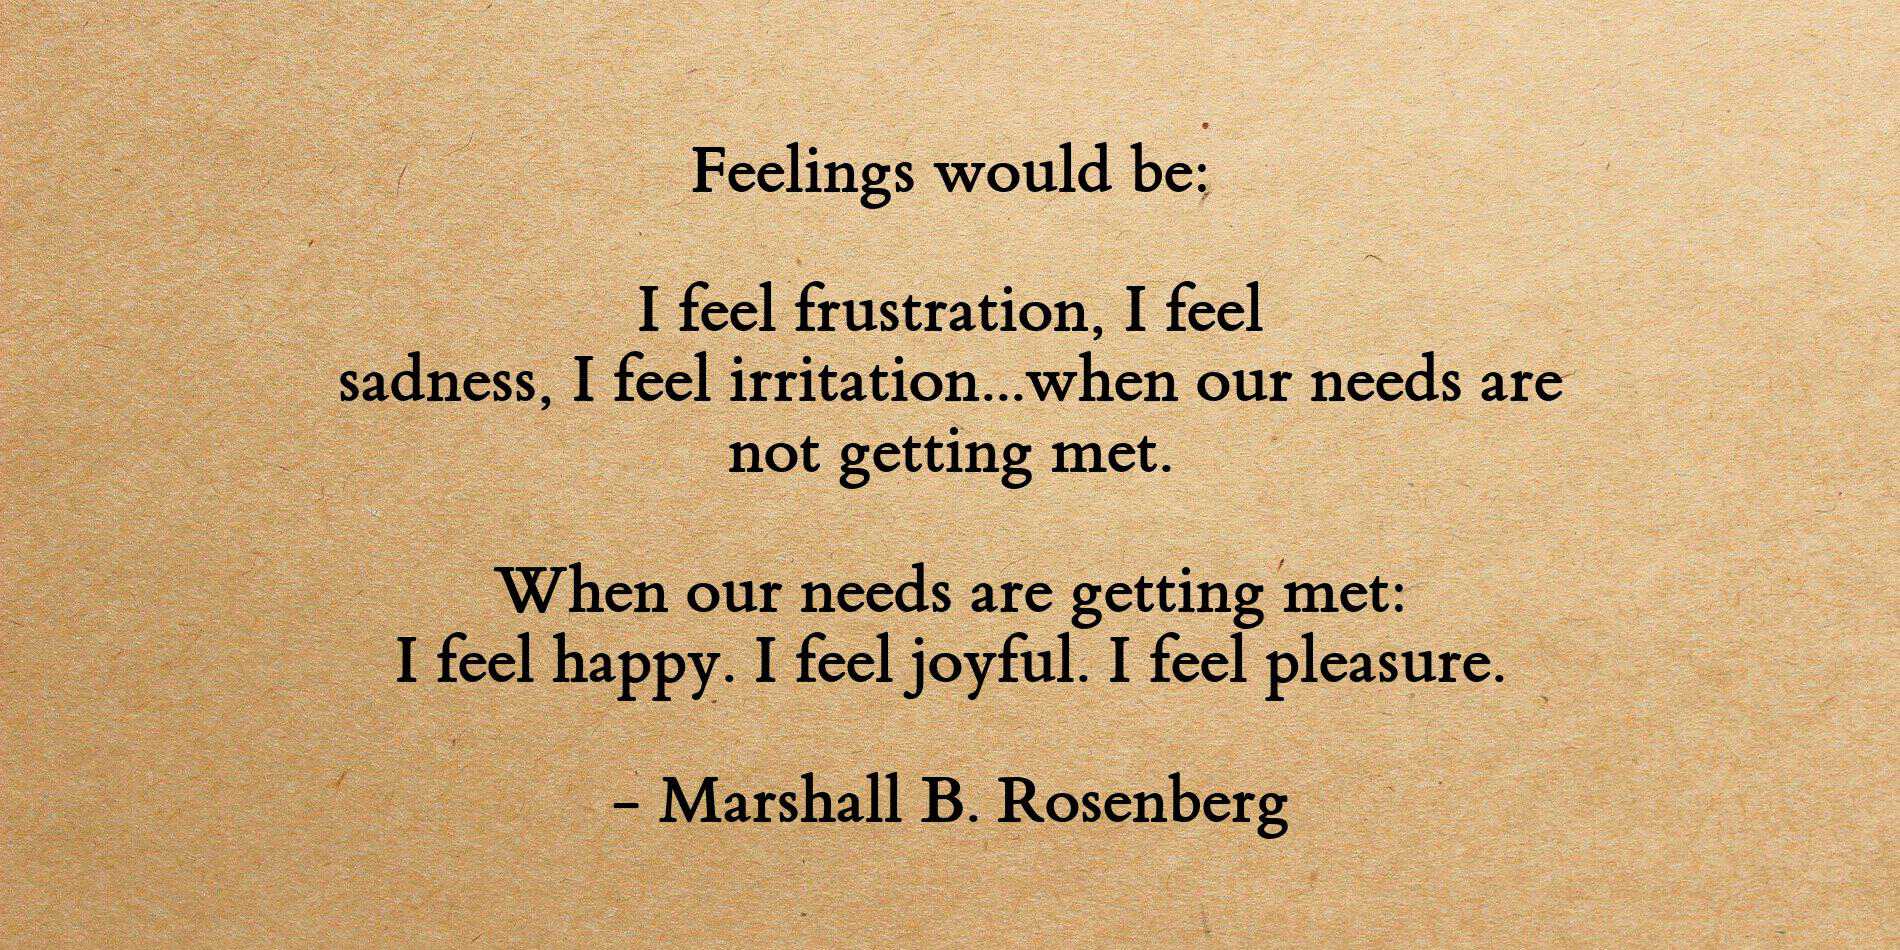 Feelings would be:
I feel frustration, I feel
sadness, I feel irritation...when our needs are
not getting met.
When our needs are getting met:
I feel happy. I feel joyful. I feel pleasure.
– Marshall B. Rosenberg